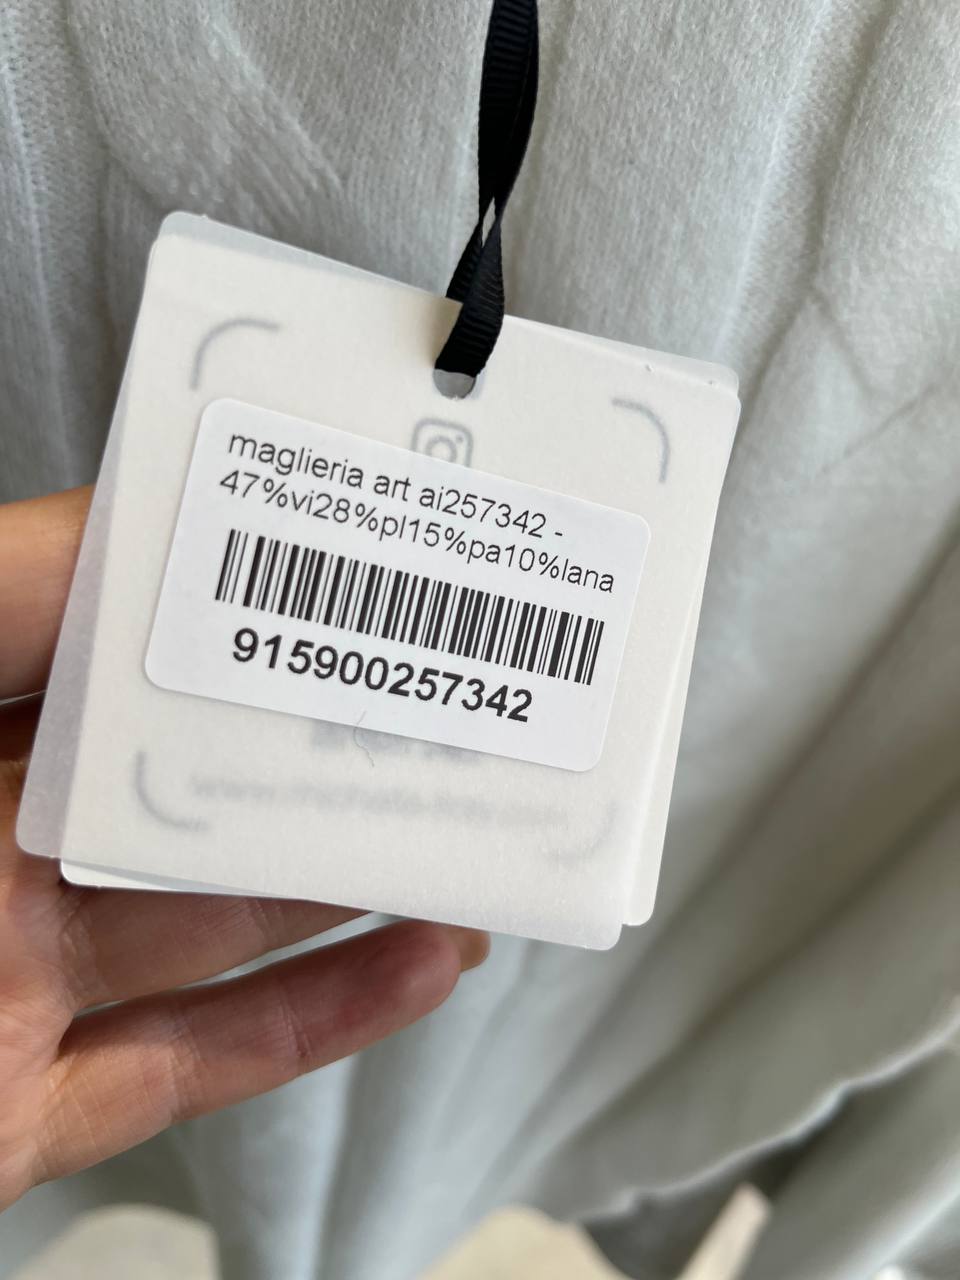 maglieria art ai257342 -
47%vi28%pl15%pa10%lana
915900257342